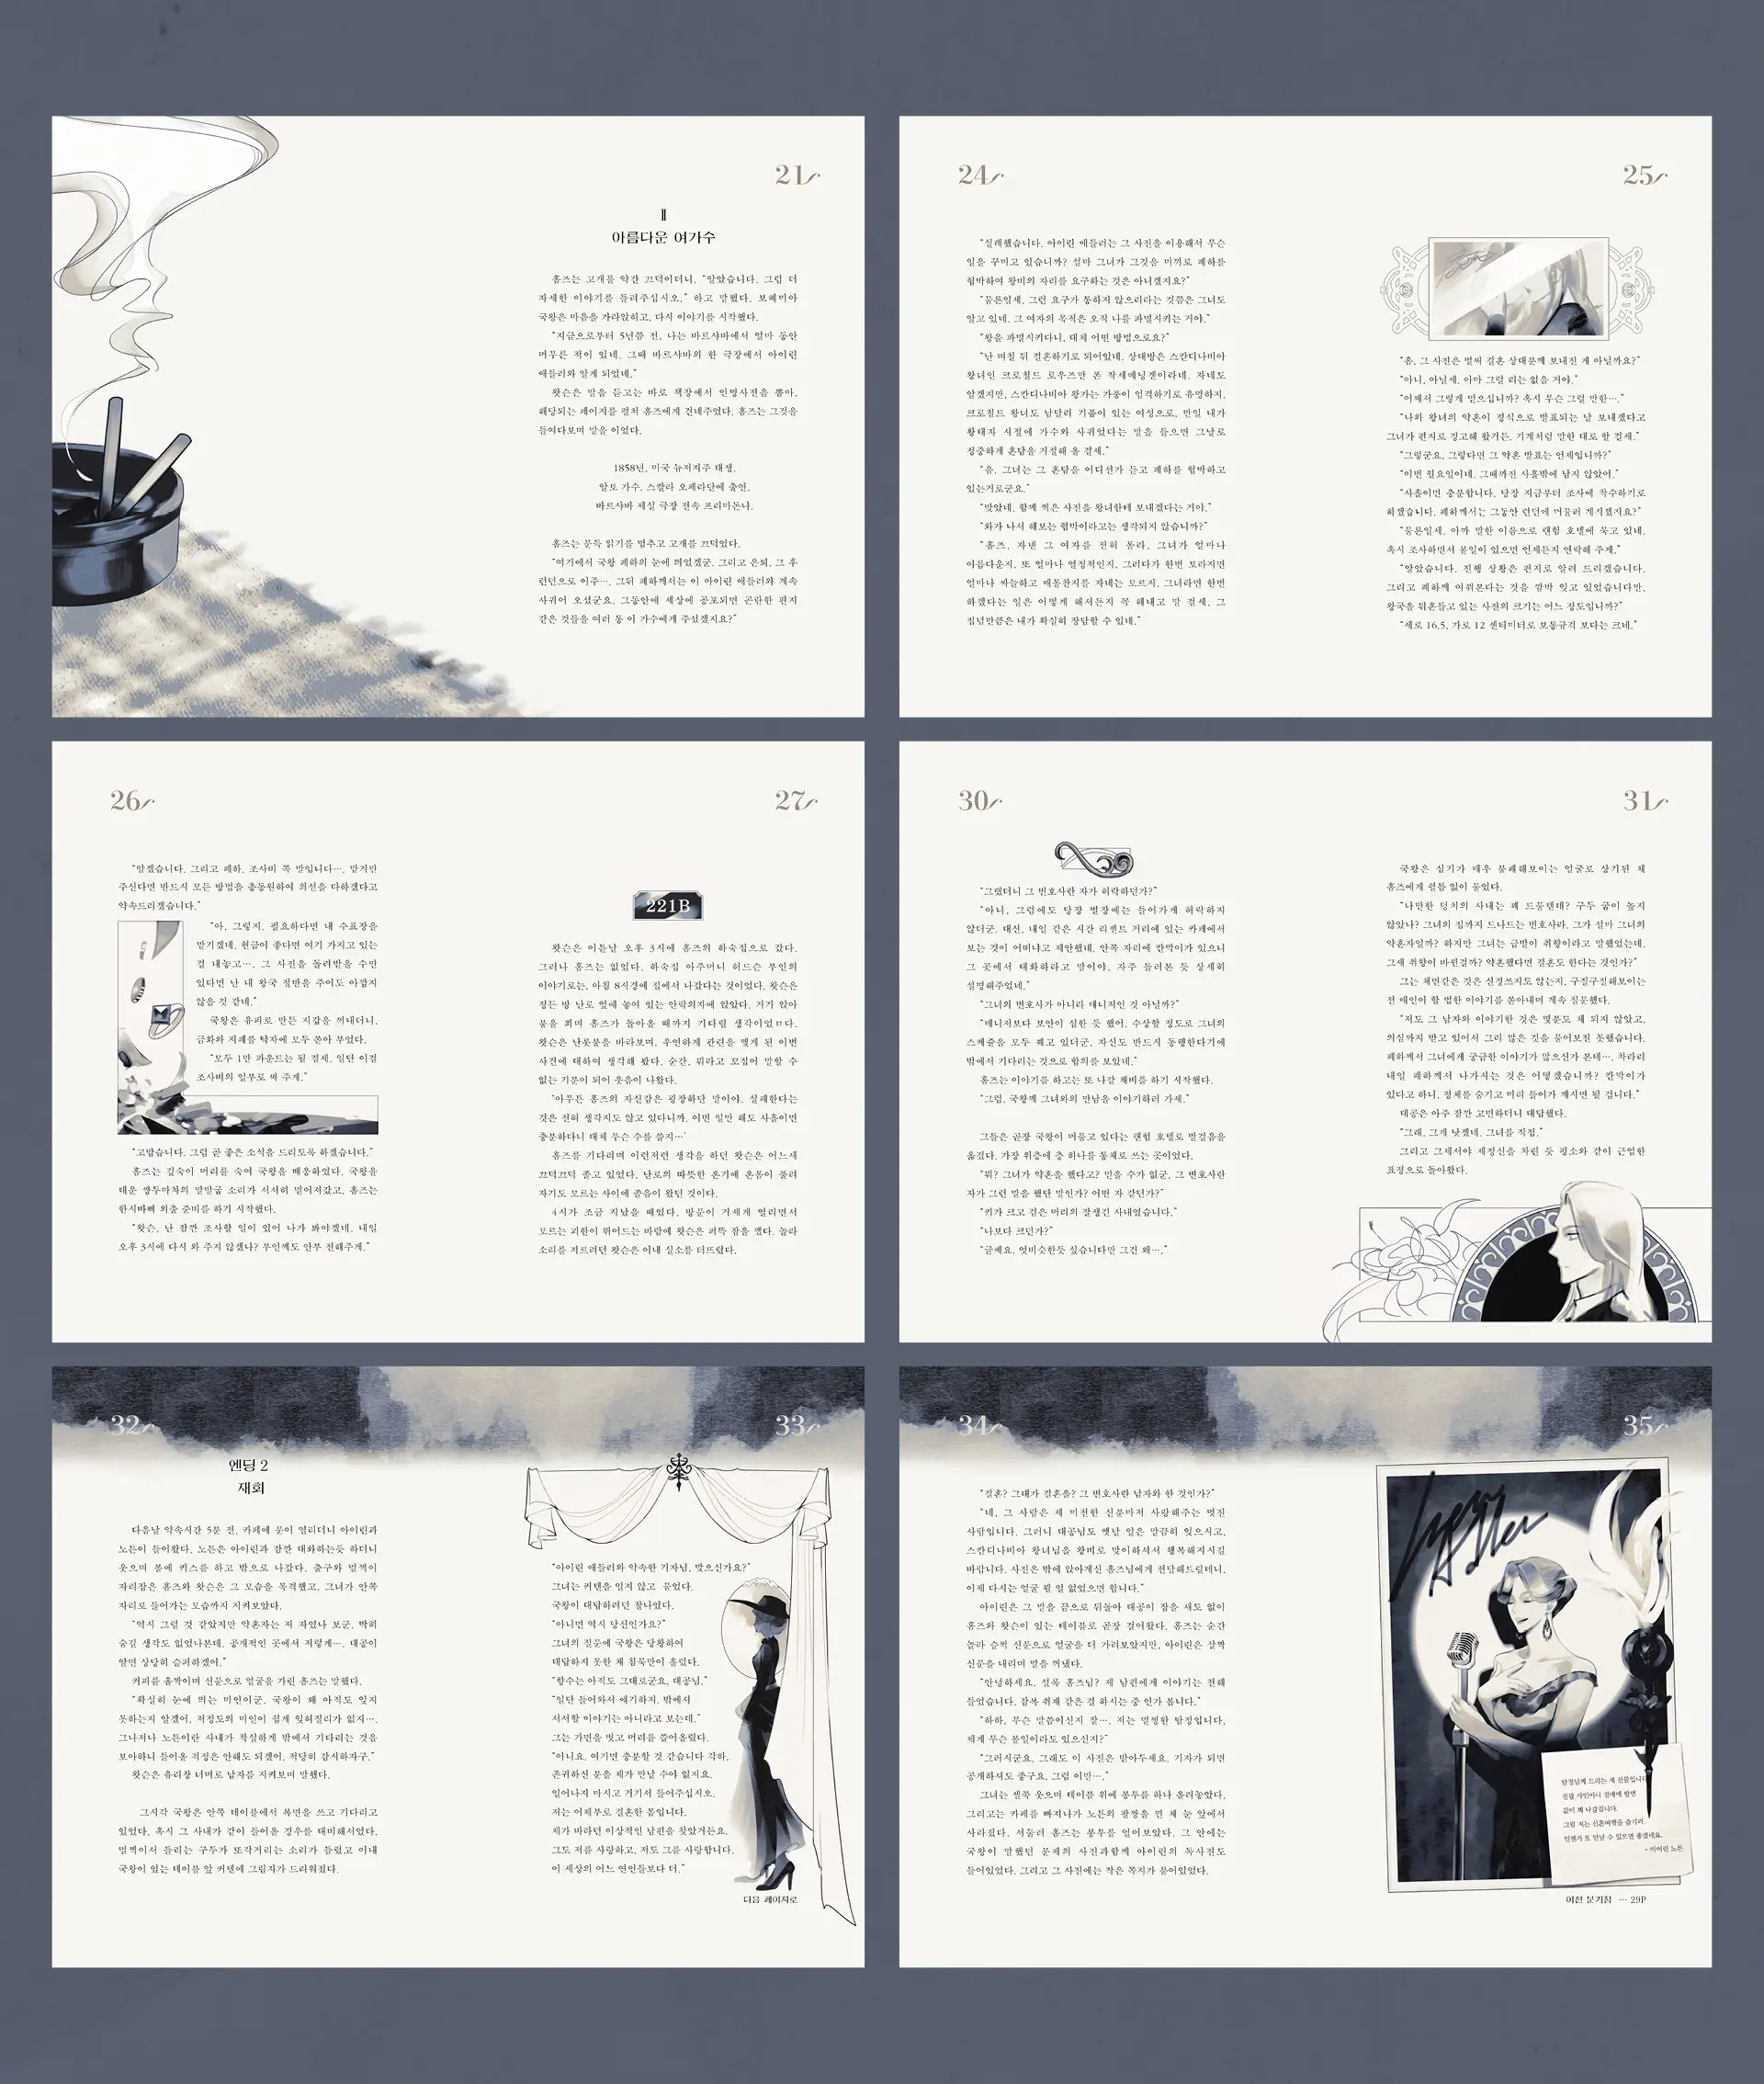 21
Ⅱ
아름다운 여가수
홈즈는 고개를 약간 끄덕이더니, “알았습니다. 그럼 더
자세한 이야기를 들려주십시오.” 하고 말했다. 보헤미아
국왕은 마음을 가라앉히고, 다시 이야기를 시작했다.
“지금으로부터 5년쯤 전, 나는 바르샤바에서 얼마 동안
머무른 적이 있네. 그때 바르샤바의 한 극장에서 아이린
애들러와 알게 되었네.”
왓슨은 말을 듣고는 바로 책장에서 인명사전을 뽑아,
해당되는 페이지를 펼쳐 홈즈에게 건네주었다. 홈즈는 그것을
들여다보며 말을 이었다.
1858년, 미국 뉴저지주 태생.
알토 가수. 스칼라 오페라단에 출연.
바르샤바 제실 극장 전속 프리마돈나.
홈즈는 문득 읽기를 멈추고 고개를 끄덕였다.
“여기에서 국왕 폐하의 눈에 띄었겠군. 그리고 은퇴, 그 후
런던으로 이주…. 그뒤 폐하께서는 이 아이린 애들러와 계속
사귀어 오셨군요. 그동안에 세상에 공포되면 곤란한 편지
같은 것들을 여러 통 이 가수에게 주셨겠지요?”
24
“실례했습니다. 아이린 애들러는 그 사진을 이용해서 무슨
일을 꾸미고 있습니까? 설마 그녀가 그것을 미끼로 폐하를
협박하여 왕비의 자리를 요구하는 것은 아니겠지요?”
“물론일세. 그런 요구가 통하지 않으리라는 것쯤은 그녀도
알고 있네. 그 여자의 목적은 오직 나를 파멸시키는 거야.”
“왕을 파멸시키다니, 대체 어떤 방법으로요?”
“난 며칠 뒤 결혼하기로 되어있네. 상대방은 스칸디나비아
왕녀인 크로칠드 로우즈만 폰 작세메닝겐이라네. 자네도
알겠지만, 스칸디나비아 왕가는 가풍이 엄격하기로 유명하지.
크로칠드 왕녀도 남달리 기품이 있는 여성으로, 만일 내가
황태자 시절에 가수와 사귀었다는 말을 들으면 그날로
정중하게 혼담을 거절해 올 걸세.”
“음, 그녀는 그 혼담을 어디선가 듣고 폐하를 협박하고
있는거로군요.”
“맞았네. 함께 찍은 사진을 왕녀한테 보내겠다는 거야.”
“화가 나서 해보는 협박이라고는 생각되지 않습니까?”
“홈즈, 자넨 그 여자를 전혀 몰라. 그녀가 얼마나
아름다운지, 또 얼마나 열정적인지. 그러다가 한번 토라지면
얼마나 싸늘하고 매몰찬지를 자네는 모르지. 그녀라면 한번
하겠다는 일은 어떻게 해서든지 꼭 해내고 말 걸세. 그
집념만큼은 내가 확실히 장담할 수 있네.”
25
“흠, 그 사진은 벌써 결혼 상대분께 보내진 게 아닐까요?”
“아니, 아닐세. 아마 그럴 리는 없을 거야.”
“어째서 그렇게 믿으십니까? 혹시 무슨 그럴 만한….”
“나와 왕녀의 약혼이 정식으로 발표되는 날 보내겠다고
그녀가 편지로 경고해 왔거든. 기계처럼 말한 대로 할 걸세.”
“그렇군요. 그렇다면 그 약혼 발표는 언제입니까?”
“이번 월요일이네. 그때까진 사흘밖에 남지 않았어.”
“사흘이면 충분합니다. 당장 지금부터 조사에 착수하기로
하겠습니다. 폐하께서는 그동안 런던에 머물러 계시겠지요?”
“물론일세. 아까 말한 이름으로 랜험 호텔에 묵고 있네.
혹시 조사하면서 볼일이 있으면 언제든지 연락해 주게.”
“알았습니다. 진행 상황은 편지로 알려 드리겠습니다.
그리고 폐하께 여쭤본다는 것을 깜박 잊고 있었습니다만,
왕국을 뒤흔들고 있는 사진의 크기는 어느 정도입니까?”
“세로 16.5, 가로 12 센티미터로 보통규격 보다는 크네.”
26
“알겠습니다. 그리고 폐하. 조사비 쪽 말입니다…. 맡겨만
주신다면 반드시 모든 방법을 총동원하여 최선을 다하겠다고
약속드리겠습니다.”
“아, 그렇지. 필요하다면 내 수표장을
맡기겠네. 현금이 좋다면 여기 가지고 있는
걸 내놓고…. 그 사진을 돌려받을 수만
있다면 난 내 왕국 절반을 주어도 아깝지
않을 것 같네.”
국왕은 유피로 만든 지갑을 꺼내더니,
금화와 지폐를 탁자에 모두 쏟아 부었다.
“모두 1만 파운드는 될 걸세. 일단 이걸
조사비의 일부로 써 주게.”
“고맙습니다. 그럼 곧 좋은 소식을 드리도록 하겠습니다.”
홈즈는 깊숙이 머리를 숙여 국왕을 배웅하였다. 국왕을
태운 쌍두마차의 말발굽 소리가 서서히 멀어져갔고, 홈즈는
한시바삐 외출 준비를 하기 시작했다.
“왓슨, 난 잠깐 조사할 일이 있어 나가 봐야겠네. 내일
오후 3시에 다시 와 주지 않겠나? 부인께도 안부 전해주게.”
27
221B
왓슨은 이튿날 오후 3시에 홈즈의 하숙집으로 갔다.
그러나 홈즈는 없었다. 하숙집 아주머니 허드슨 부인의
이야기로는, 아침 8시경에 집에서 나갔다는 것이었다. 왓슨은
정든 방 난로 옆에 놓여 있는 안락의자에 앉았다. 거기 앉아
불을 쬐며 홈즈가 돌아올 때까지 기다릴 생각이었ㅁ다.
왓슨은 난롯불을 바라보며, 우연하게 관련을 맺게 된 이번
사건에 대하여 생각해 봤다. 순간, 뭐라고 꼬집어 말할 수
없는 기분이 되어 웃음이 나왔다.
‘아무튼 홈즈의 자신감은 굉장하단 말이야. 실패한다는
것은 전혀 생각지도 않고 있다니까. 이번 일만 해도 사흘이면
충분하다니 대체 무슨 수를 쓸지…’
홈즈를 기다리며 이런저런 생각을 하던 왓슨은 어느새
끄덕끄덕 졸고 있었다. 난로의 따뜻한 온기에 온몸이 풀려
자기도 모르는 사이에 졸음이 왔던 것이다.
4시가 조금 지났을 때였다. 방문이 거세게 열리면서
모르는 괴한이 뛰어드는 바람에 왓슨은 퍼뜩 잠을 깼다. 놀라
소리를 지르려던 왓슨은 이내 실소를 터뜨렸다.
30
“그랬더니 그 변호사란 자가 허락하던가?”
“아니, 그럼에도 당장 별장에는 들어가게 허락하지
않더군. 대신, 내일 같은 시간 리젠트 거리에 있는 카페에서
보는 것이 어떠냐고 제안했네. 안쪽 자리에 칸막이가 있으니
그 곳에서 대화하라고 말이야. 자주 들러본 듯 상세히
설명해주었네.”
“그녀의 변호사가 아니라 매니저인 것 아닐까?”
“매니저보다 보안이 심한 듯 했어. 수상할 정도로 그녀의
스케줄을 모두 꿰고 있더군. 자신도 반드시 동행한다기에
밖에서 기다리는 것으로 합의를 보았네.”
홈즈는 이야기를 하고는 또 나갈 채비를 하기 시작했다.
“그럼, 국왕께 그녀와의 만남을 이야기하러 가세.”
그들은 곧장 국왕이 머물고 있다는 랜험 호텔로 발걸음을
옮겼다. 가장 위층에 층 하나를 통째로 쓰는 곳이었다.
“뭐? 그녀가 약혼을 했다고? 믿을 수가 없군. 그 변호사란
자가 그런 말을 했단 말인가? 어떤 자 같던가?”
“키가 크고 검은 머리의 잘생긴 사내였습니다.”
“나보다 크던가?”
“글쎄요. 엇비슷한듯 싶습니다만 그건 왜….”
31
국왕은 심기가 매우 불쾌해보이는 얼굴로 상기된 채
홈즈에게 쉴틈 없이 물었다.
“나만한 덩치의 사내는 꽤 드물텐데? 구두 굽이 높지
않았나? 그녀의 집까지 드나드는 변호사라. 그가 설마 그녀의
약혼자일까? 하지만 그녀는 금발이 취향이라고 말했었는데.
그새 취향이 바뀐걸까? 약혼했다면 결혼도 한다는 것인가?”
그는 체면같은 것은 신경쓰지도 않는지, 구질구질해보이는
전 애인이 할 법한 이야기를 쏟아내며 계속 질문했다.
“저도 그 남자와 이야기한 것은 몇분도 채 되지 않았고,
의심까지 받고 있어서 그리 많은 것을 물어보진 못했습니다.
폐하께서 그녀에게 궁금한 이야기가 많으신가 본데…. 차라리
내일 폐하께서 나가시는 것은 어떻겠습니까? 칸막이가
있다고 하니, 정체를 숨기고 미리 들어가 계시면 될 겁니다.”
대공은 아주 잠깐 고민하더니 대답했다.
“그래. 그게 낫겠네. 그녀를 직접.”
그리고 그제서야 제정신을 차린 듯 평소와 같이 근엄한
표정으로 돌아왔다.
32
엔딩 2
재회
다음날 약속시간 5분 전, 카페에 문이 열리더니 아이린과
노튼이 들어왔다. 노튼은 아이린과 잠깐 대화하는듯 하더니
웃으며 볼에 키스를 하고 밖으로 나갔다. 출구와 멀찍이
자리잡은 홈즈와 왓슨은 그 모습을 목격했고, 그녀가 안쪽
자리로 들어가는 모습까지 지켜보았다.
“역시 그럴 것 같았지만 약혼자는 저 자였나 보군. 딱히
숨길 생각도 없었나본데. 공개적인 곳에서 저렇게…. 대공이
알면 상당히 슬퍼하겠어.”
커피를 홀짝이며 신문으로 얼굴을 가린 홈즈는 말했다.
“확실히 눈에 띄는 미인이군. 국왕이 왜 아직도 잊지
못하는지 알겠어. 저정도의 미인이 쉽게 잊혀질리가 없지….
그나저나 노튼이란 사내가 착실하게 밖에서 기다리는 것을
보아하니 들어올 걱정은 안해도 되겠어. 적당히 감시하자구.”
왓슨은 유리창 너머로 남자를 지켜보며 말했다.
그시각 국왕은 안쪽 테이블에서 복면을 쓰고 기다리고
있었다. 혹시 그 사내가 같이 들어올 경우를 대비해서였다.
멀찍이서 들리는 구두가 또각거리는 소리가 들렸고 이내
국왕이 있는 테이블 앞 커텐에 그림자가 드리워졌다.
33
“아이린 애들러와 약속한 기자님, 맞으신가요?”
그녀는 커텐을 열지 않고 물었다.
국왕이 대답하려던 찰나였다.
“아니면 역시 당신인가요?”
그녀의 질문에 국왕은 당황하여
대답하지 못한 채 침묵만이 흘렀다.
“향수는 아직도 그대로군요, 대공님.”
“일단 들어와서 얘기하지. 밖에서
서서할 이야기는 아니라고 보는데.”
그는 가면을 벗고 머리를 쓸어올렸다.
“아니요. 여기면 충분할 것 같습니다 각하.
존귀하신 분을 제가 만날 수야 없지요.
일어나지 마시고 거기서 들어주십시오.
저는 어제부로 결혼한 몸입니다.
제가 바라던 이상적인 남편을 찾았거든요.
그도 저를 사랑하고, 저도 그를 사랑합니다.
이 세상의 어느 연인들보다 더.”
다음 페이지로
34
“결혼? 그대가 결혼을? 그 변호사란 남자와 한 것인가?”
“네, 그 사람은 제 미천한 신분마저 사랑해주는 멋진
사람입니다. 그러니 대공님도 옛날 일은 말끔히 잊으시고,
스칸디나비아 왕녀님을 왕비로 맞이하셔서 행복해지시길
바랍니다. 사진은 밖에 앉아계신 홈즈님에게 전달해드릴테니,
이제 다시는 얼굴 뵐 일 없었으면 합니다.”
아이린은 그 말을 끝으로 뒤돌아 대공이 잡을 새도 없이
홈즈와 왓슨이 있는 테이블로 곧장 걸어왔다. 홈즈는 순간
놀라 슬쩍 신문으로 얼굴을 더 가려보았지만, 아이린은 살짝
신문을 내리며 말을 꺼냈다.
“안녕하세요, 셜록 홈즈님? 제 남편에게 이야기는 전해
들었습니다. 잠복 취재 같은 걸 하시는 중 인가 봅니다.”
“하하, 무슨 말씀이신지 잘…. 저는 멀쩡한 탐정입니다.
제게 무슨 볼일이라도 있으신지?”
“그러시군요. 그래도 이 사진은 받아두세요. 기자가 되면
공개하셔도 좋구요. 그럼 이만….”
그녀는 샐쭉 웃으며 테이블 위에 봉투를 하나 올려놓았다.
그리고는 카페를 빠져나가 노튼의 팔짱을 낀 채 눈 앞에서
사라졌다. 서둘러 홈즈는 봉투를 열어보았다. 그 안에는
국왕이 말했던 문제의 사진과함께 아이린의 독사진도
들어있었다. 그리고 그 사진에는 작은 쪽지가 붙어있었다.
35
탐정님께 드리는 제 선물입니다
친필 사인이니 경매에 팔면
값이 꽤 나갈겁니다.
그럼 저는 신혼여행을 즐기러.
언젠가 또 만날 수 있으면 좋겠네요.
- 아이린 노튼
이전 분기점 … 29P